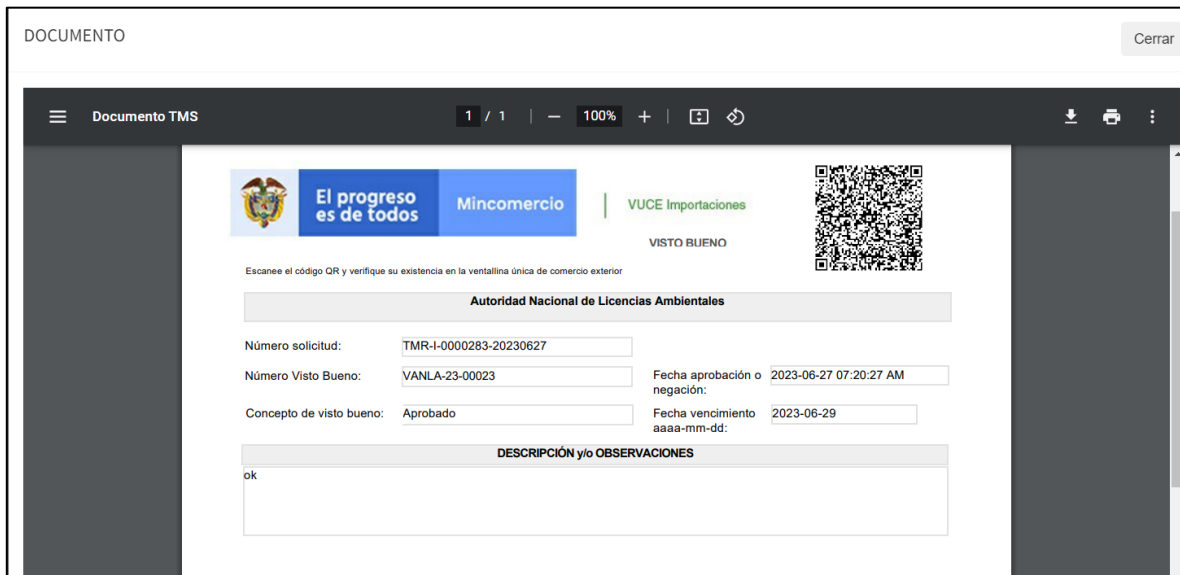 DOCUMENTO
Cerrar
Documento TMS
1 / 1 | — 100% +
El progreso
es de todos
Mincomercio
VUCE Importaciones
VISTO BUENO
Escanee el código QR y verifique su existencia en la ventallina única de comercio exterior
Autoridad Nacional de Licencias Ambientales
Número solicitud: TMR-I-0000283-20230627
Número Visto Bueno: VANLA-23-00023
Fecha aprobación o
negación:
2023-06-27 07:20:27 AM
Concepto de visto bueno: Aprobado
Fecha vencimiento
aaaa-mm-dd:
2023-06-29
DESCRIPCIÓN y/o OBSERVACIONES
ok